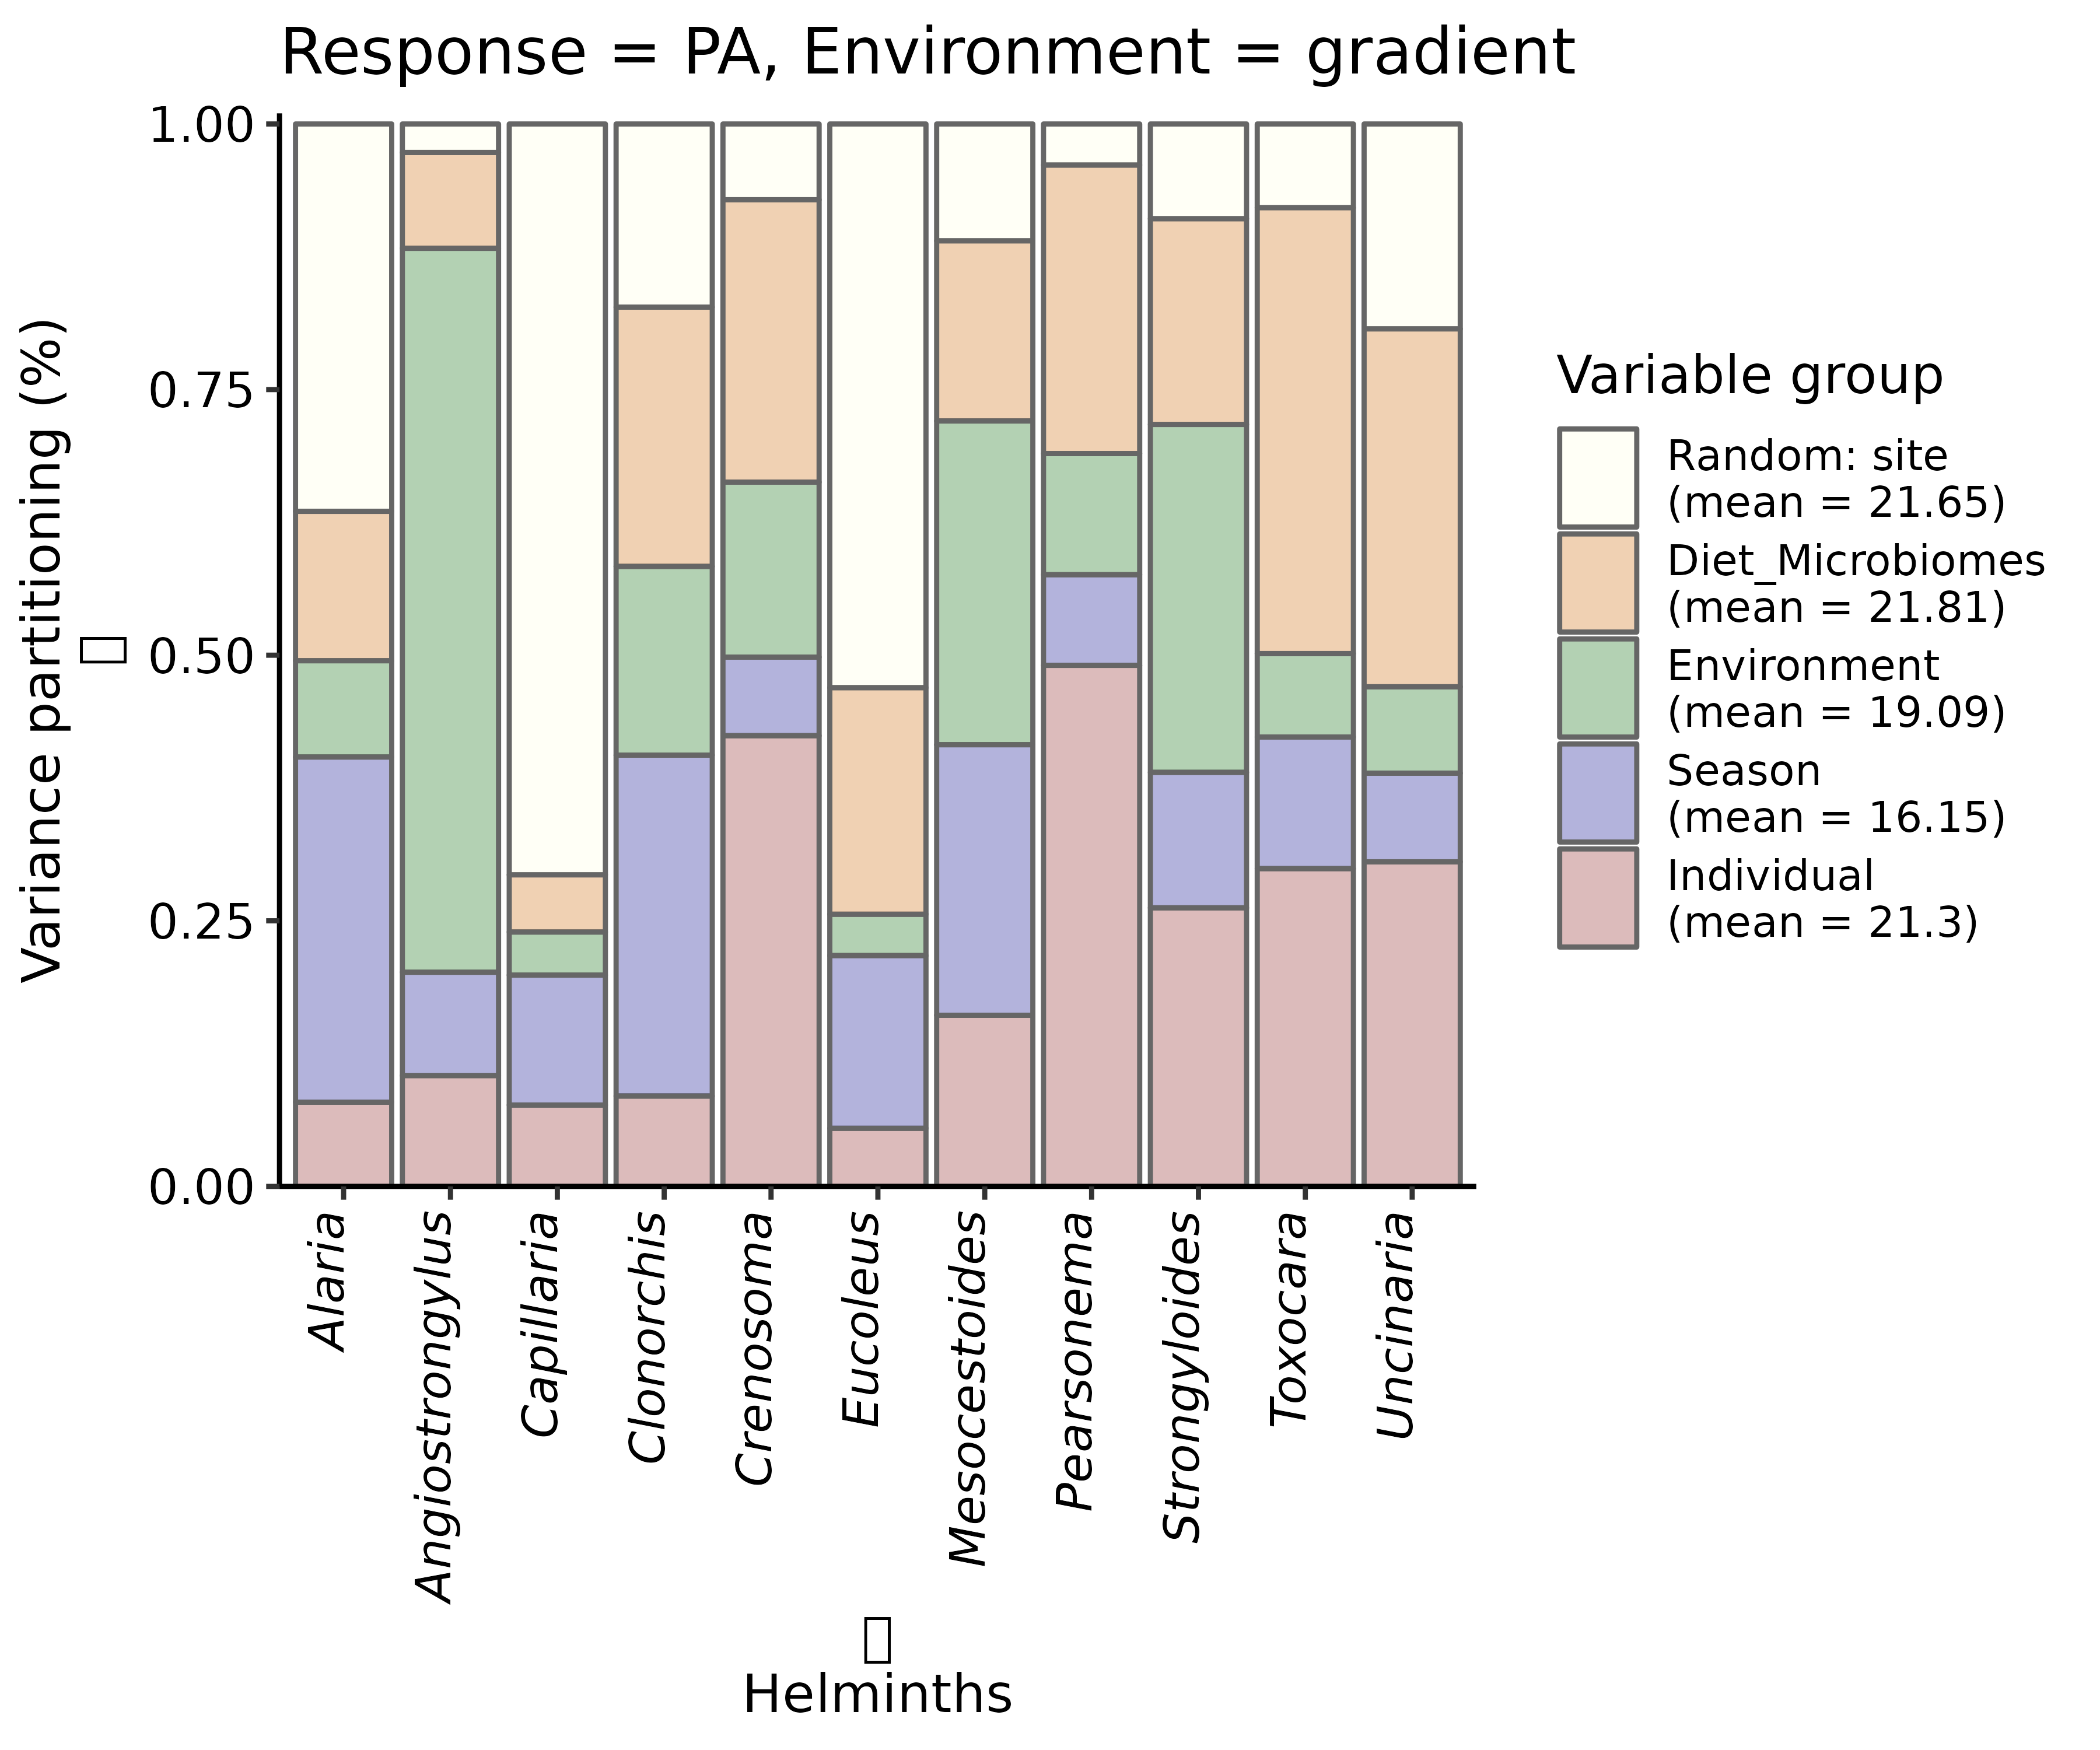 Response = PA, Environment = gradient
Variance partitioning (%)
1.00
0.75
0.50
0.25
0.00
Alaria
Angiostrongylus
Capillaria
Clonorchis
Crenosoma
Eucoleus
Mesocestoides
Pearsonema
Strongyloides
Toxocara
Uncinaria
Helminths
Variable group
Random: site
(mean = 21.65)
Diet_Microbiomes
(mean = 21.81)
Environment
(mean = 19.09)
Season
(mean = 16.15)
Individual
(mean = 21.3)